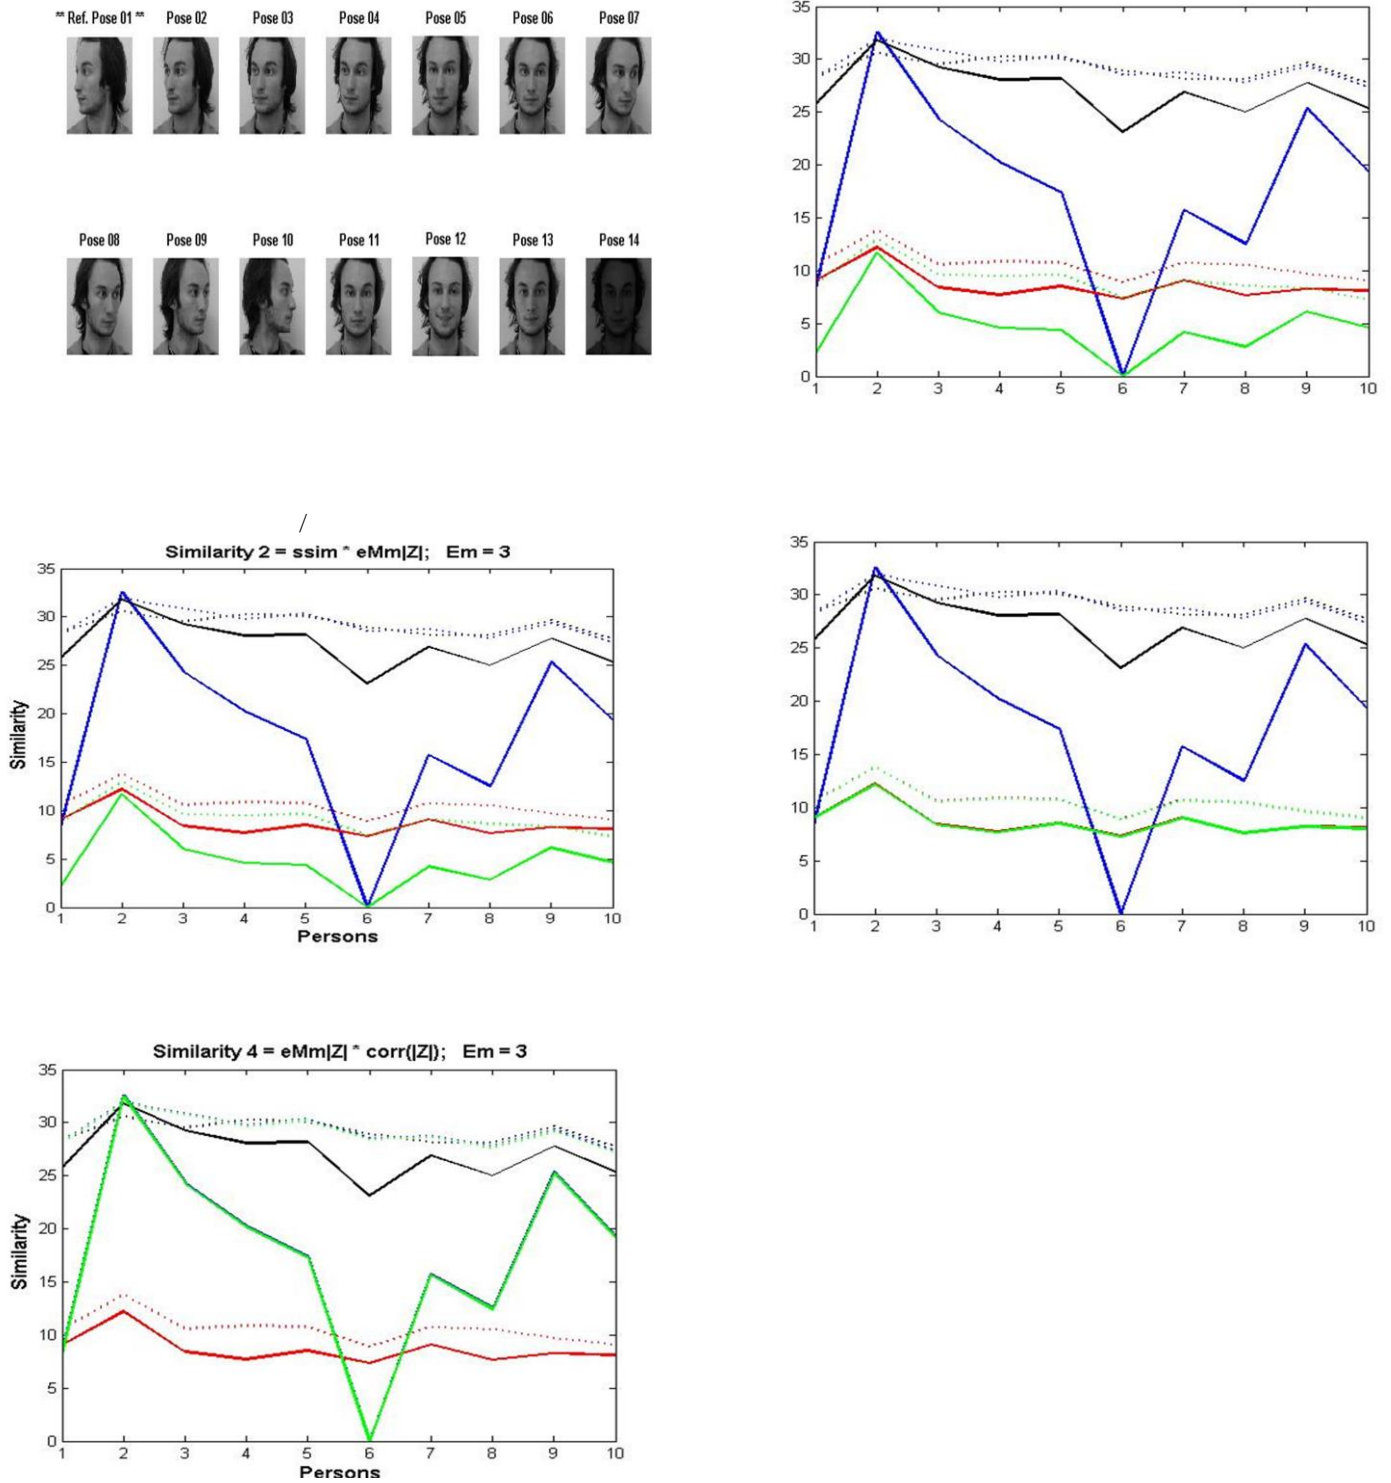 ** Ref. Pose 01 ** Pose 02 Pose 03 Pose 04 Pose 05 Pose 06 Pose 07
Pose 08 Pose 09 Pose 10 Pose 11 Pose 12 Pose 13 Pose 14
35
30
25
20
15
10
5
0
1 2 3 4 5 6 7 8 9 10
/
Similarity 2 = ssim * eMm|Z|; Em = 3
35
30
25
20
15
10
5
0
Similarity
1 2 3 4 5 6 7 8 9 10
Persons
35
30
25
20
15
10
5
0
1 2 3 4 5 6 7 8 9 10
Similarity 4 = eMm|Z| * corr(|Z|); Em = 3
35
30
25
20
15
10
5
0
Similarity
1 2 3 4 5 6 7 8 9 10
Persons